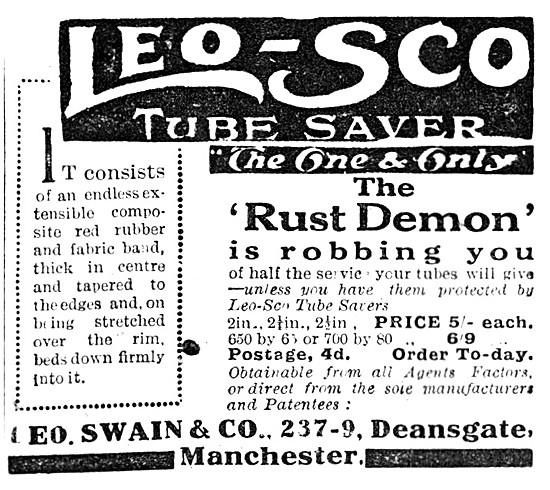 LEO-SCO
TUBE SAVER
"The One & Only"
IT consists
of an endless ex-
tensible compo-
site red rubber
and fabric band,
thick in centre
and tapered to
the edges and, on
being stretched
over the rim,
beds down firmly
into it.
The
'Rust Demon'
is robbing you
of half the service your tubes will give
—unless you have them protected by
Leo-Sco Tube Savers
2in., 2¼in., 2½in, PRICE 5/- each.
650 by 65 or 700 by 80 ,, 6/9 ,,
Postage, 4d. Order To-day.
Obtainable from all Agents Factors,
or direct from the sole manufacturers
and Patentees :
LEO. SWAIN & CO., 237-9, Deansgate,
Manchester.